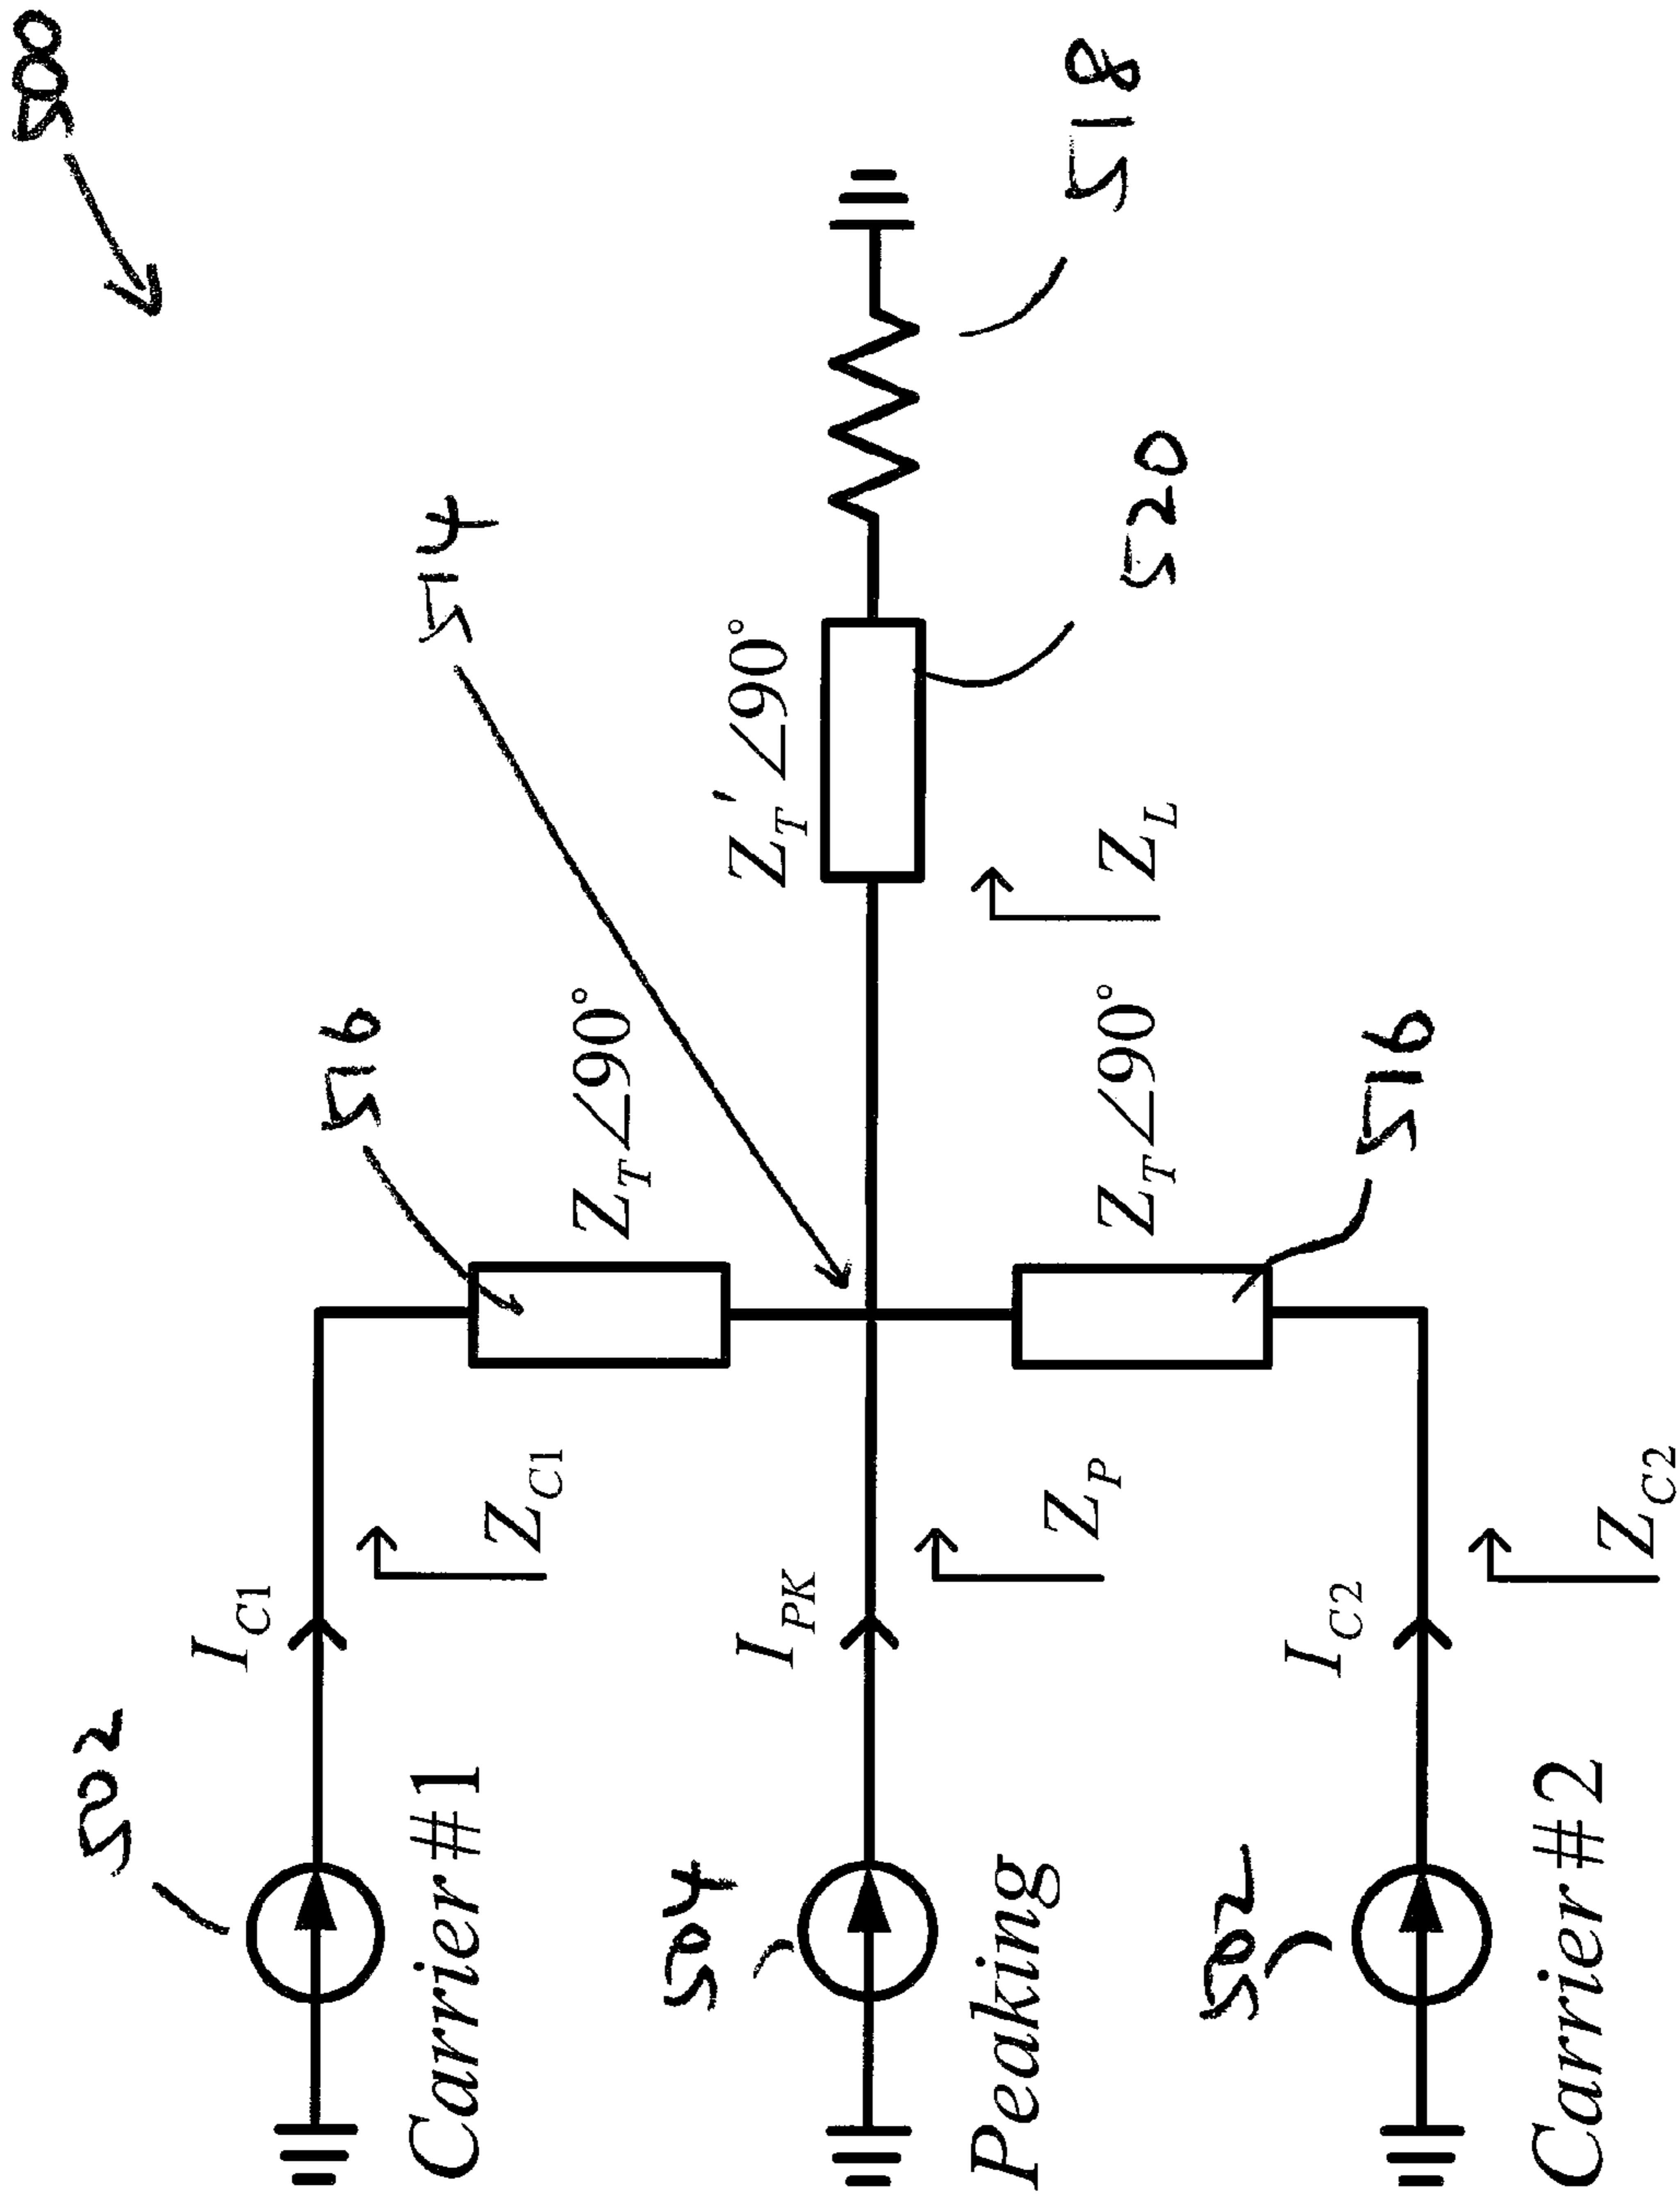 500
502
I_C1
Carrier #1
Z_C1
516
514
Z_T∠90°
504
I_PK
Z_T'∠90°
Peaking
Z_P
Z_L
518
520
Z_T∠90°
502
I_C2
516
Carrier #2
Z_C2